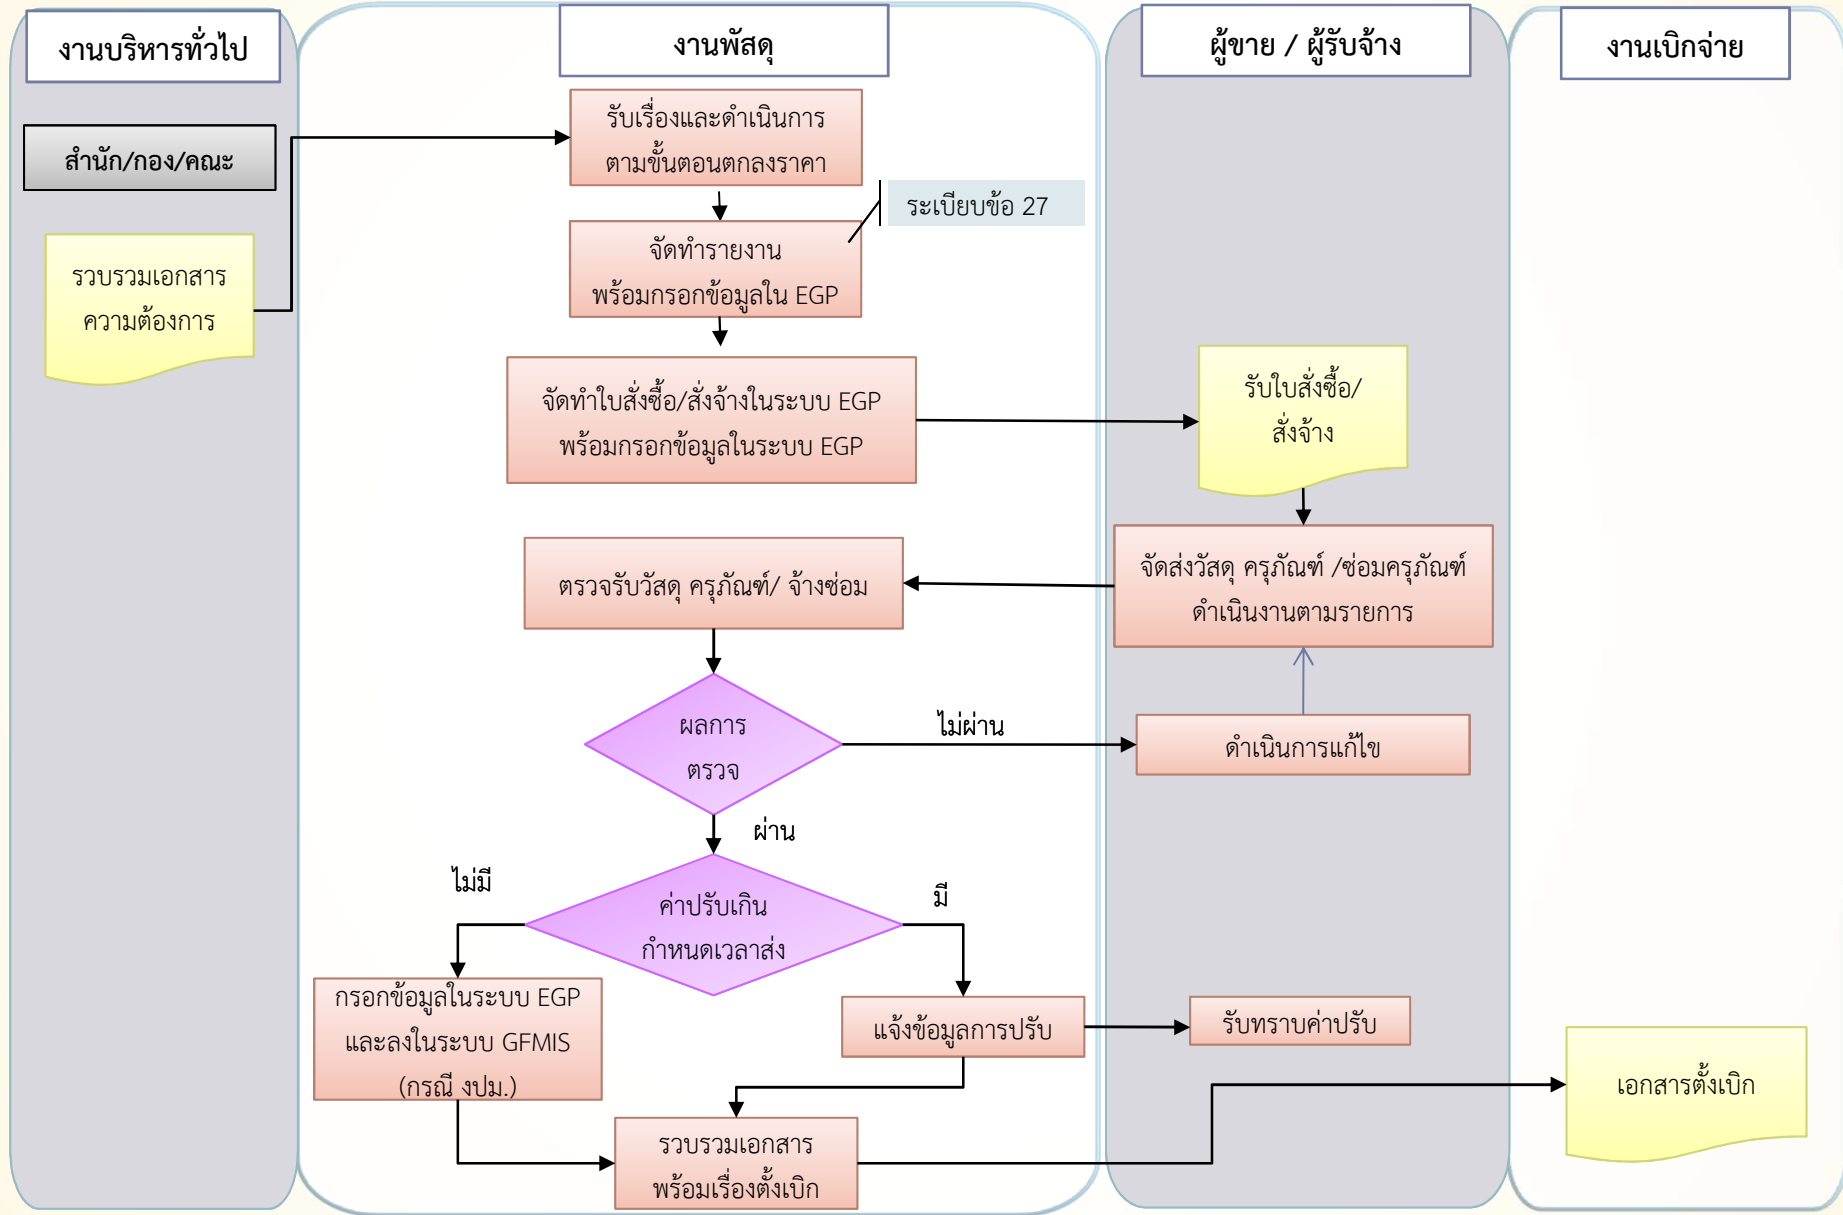 งานบริหารทั่วไป
งานพัสดุ
ผู้ขาย / ผู้รับจ้าง
งานเบิกจ่าย
สำนัก/กอง/คณะ
รวบรวมเอกสาร
ความต้องการ
รับเรื่องและดำเนินการ
ตามขั้นตอนตกลงราคา
ระเบียบข้อ 27
จัดทำรายงาน
พร้อมกรอกข้อมูลใน EGP
จัดทำใบสั่งซื้อ/สั่งจ้างในระบบ EGP
พร้อมกรอกข้อมูลในระบบ EGP
รับใบสั่งซื้อ/
สั่งจ้าง
จัดส่งวัสดุ ครุภัณฑ์ /ซ่อมครุภัณฑ์
ดำเนินงานตามรายการ
ตรวจรับวัสดุ ครุภัณฑ์/ จ้างซ่อม
ผลการ
ตรวจ
ไม่ผ่าน
ดำเนินการแก้ไข
ผ่าน
ค่าปรับเกิน
กำหนดเวลาส่ง
ไม่มี
มี
กรอกข้อมูลในระบบ EGP
และลงในระบบ GFMIS
(กรณี งปม.)
แจ้งข้อมูลการปรับ
รับทราบค่าปรับ
รวบรวมเอกสาร
พร้อมเรื่องตั้งเบิก
เอกสารตั้งเบิก